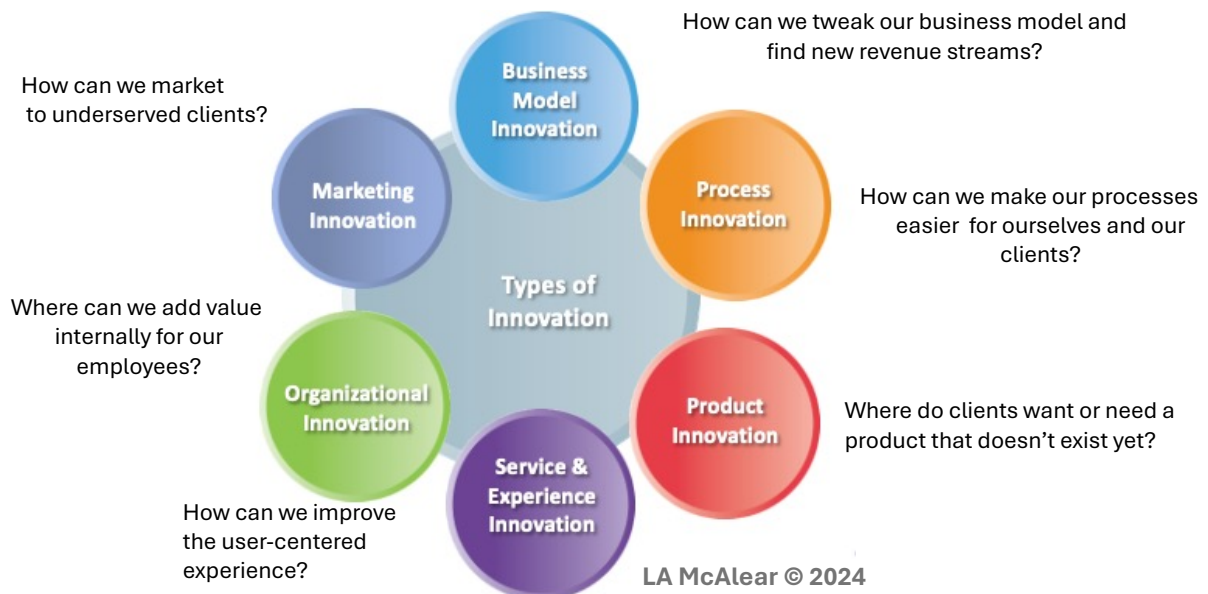 How can we tweak our business model and
find new revenue streams?
Business
Model
Innovation
How can we market
to underserved clients?
Marketing
Innovation
Process
Innovation
How can we make our processes
easier for ourselves and our
clients?
Types of
Innovation
Where can we add value
internally for our
employees?
Organizational
Innovation
Product
Innovation
Where do clients want or need a
product that doesn’t exist yet?
Service &
Experience
Innovation
How can we improve
the user-centered
experience?
LA McAlear © 2024